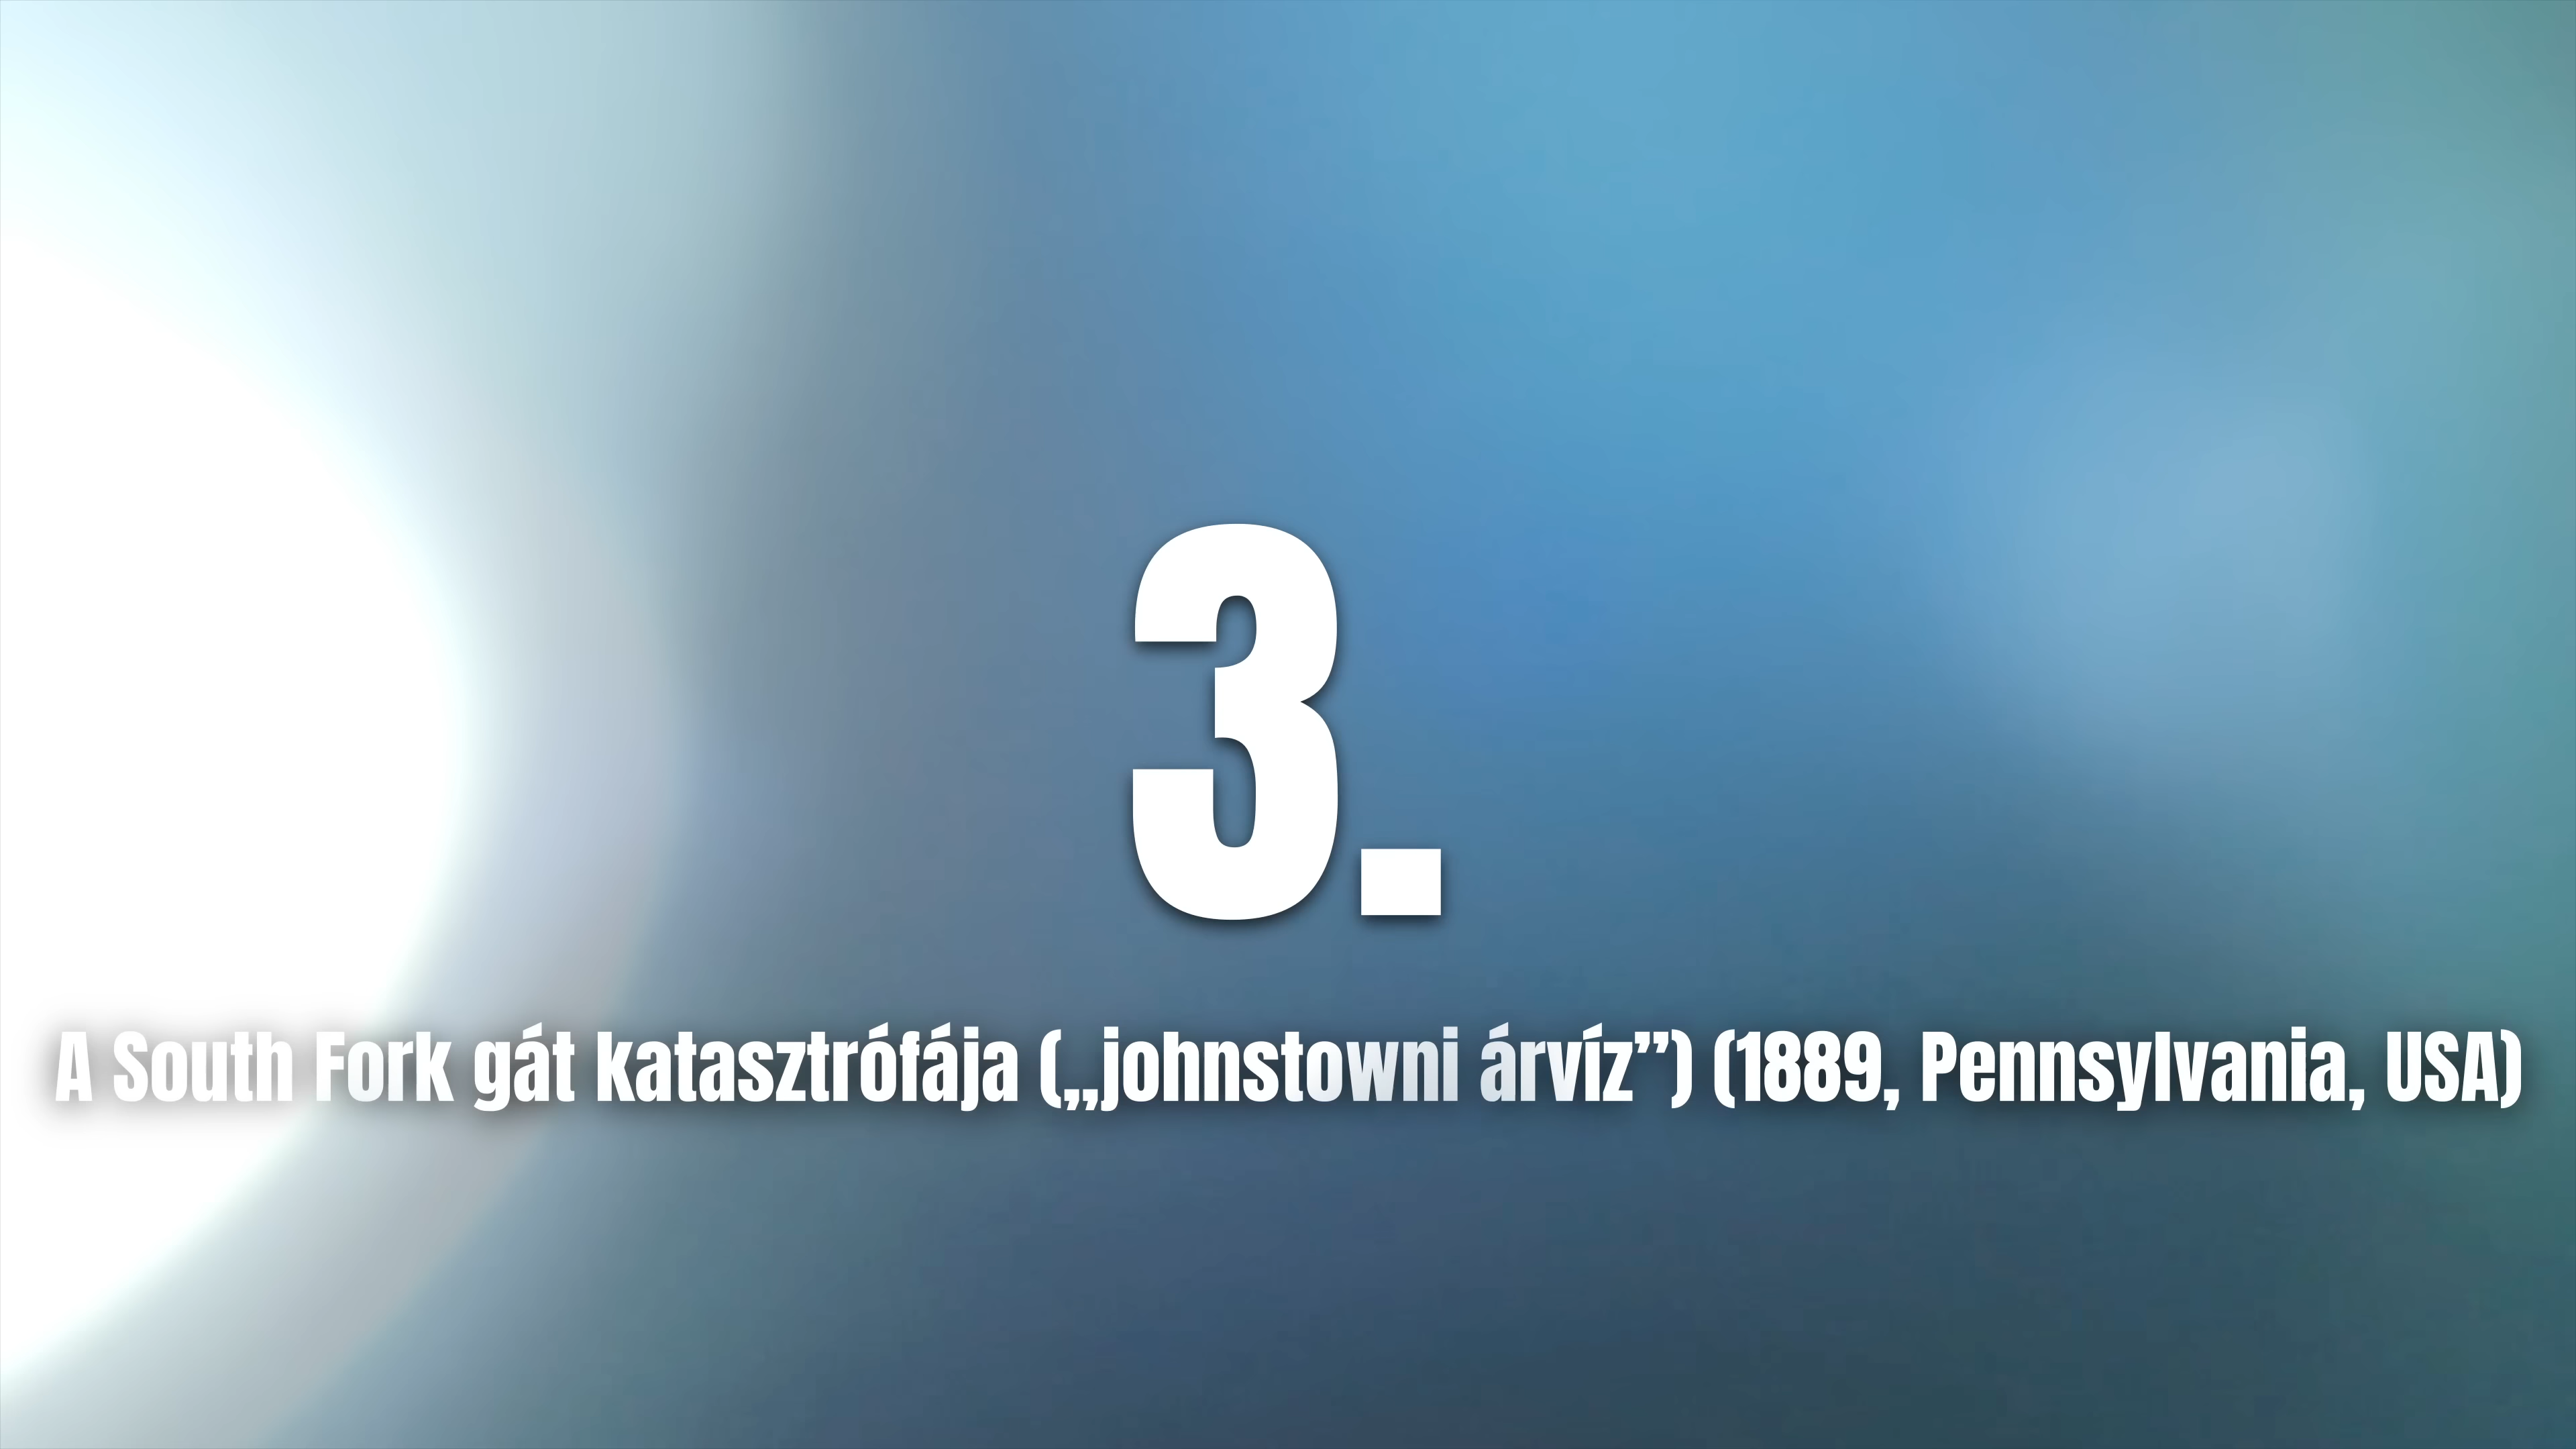 3.
A South Fork gát katasztrófája („johnstowni árvíz”) (1889, Pennsylvania, USA)